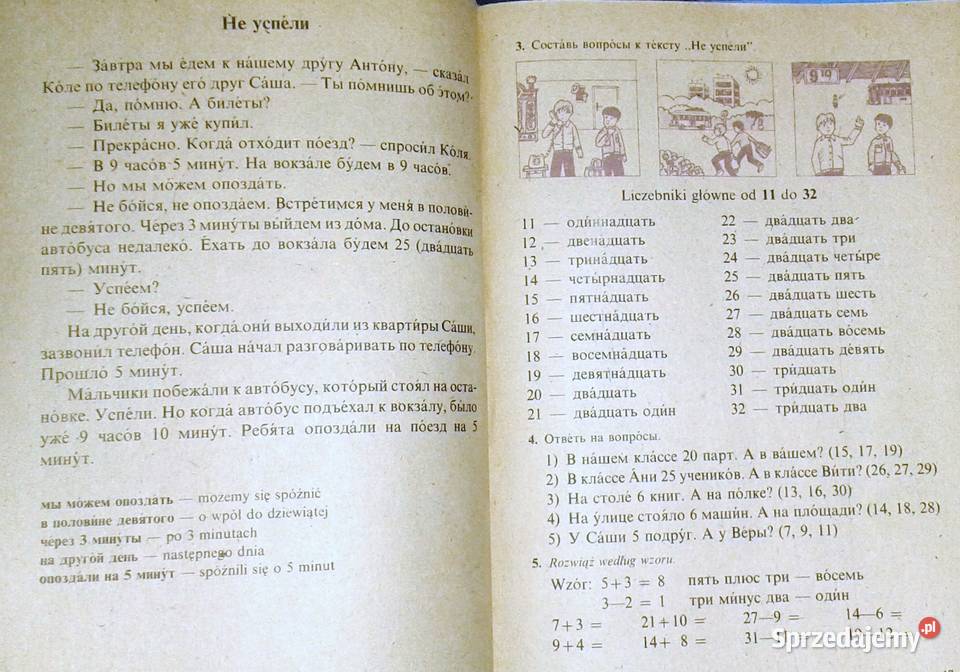 Не успе́ли
— За́втра мы е́дем к на́шему дру́гу Анто́ну, — сказа́л
Ко́ле по телефо́ну его́ друг Са́ша. — Ты по́мнишь об э́том?
— Да, по́мню. А биле́ты?
— Биле́ты я уже́ купи́л.
— Прекра́сно. Когда́ отхо́дит по́езд? — спроси́л Ко́ля.
— В 9 часо́в 5 мину́т. На вокза́ле бу́дем в 9 часо́в.
— Но мы мо́жем опозда́ть.
— Не бо́йся, не опозда́ем. Встре́тимся у меня́ в полови́-
не девя́того. Че́рез 3 мину́ты вы́йдем из до́ма. До остано́вки
авто́буса недалеко́. Е́хать до вокза́ла бу́дем 25 (два́дцать
пять) мину́т.
— Успе́ем?
— Не бо́йся, успе́ем.
На друго́й день, когда́ они́ выходи́ли из кварти́ры Са́ши,
зазвони́л телефо́н. Са́ша на́чал разгова́ривать по телефо́ну.
Прошло́ 5 мину́т.
Ма́льчики побежа́ли к авто́бусу, кото́рый стоя́л на оста-
но́вке. Успе́ли. Но когда́ авто́бус подъе́хал к вокза́лу, бы́ло
уже́ 9 часо́в 10 мину́т. Ребя́та опозда́ли на по́езд на 5
мину́т.
мы мо́жем опозда́ть — możemy się spóźnić
в полови́не девя́того — o wpół do dziewiątej
че́рез 3 мину́ты — po 3 minutach
на друго́й день — następnego dnia
опозда́ли на 5 мину́т — spóźnili się o 5 minut
3. Соста́вь вопро́сы к те́ксту „Не успе́ли".
9 10
Liczebniki główne od 11 do 32
11 — оди́ннадцать
12 — двена́дцать
13 — трина́дцать
14 — четы́рнадцать
15 — пятна́дцать
16 — шестна́дцать
17 — семна́дцать
18 — восемна́дцать
19 — девятна́дцать
20 — два́дцать
21 — два́дцать оди́н
22 — два́дцать два
23 — два́дцать три
24 — два́дцать четы́ре
25 — два́дцать пять
26 — два́дцать шесть
27 — два́дцать семь
28 — два́дцать во́семь
29 — два́дцать де́вять
30 — три́дцать
31 — три́дцать оди́н
32 — три́дцать два
4. Отве́ть на вопро́сы.
1) В на́шем кла́ссе 20 парт. А в ва́шем? (15, 17, 19)
2) В кла́ссе А́ни 25 ученико́в. А в кла́ссе Ви́ти? (26, 27, 29)
3) На столе́ 6 книг. А на по́лке? (13, 16, 30)
4) На у́лице стоя́ло 6 маши́н. А на пло́щади? (14, 18, 28)
5) У Са́ши 5 подру́г. А у Ве́ры? (7, 9, 11)
5. Rozwiąż według wzoru.
Wzór: 5+3 = 8 пять плюс три — во́семь
3—2 = 1 три ми́нус два — оди́н
7+3 = 21+10 = 27—9 = 14—6 =
9+4 = 14+ 8 =
Sprzedajemy.pl